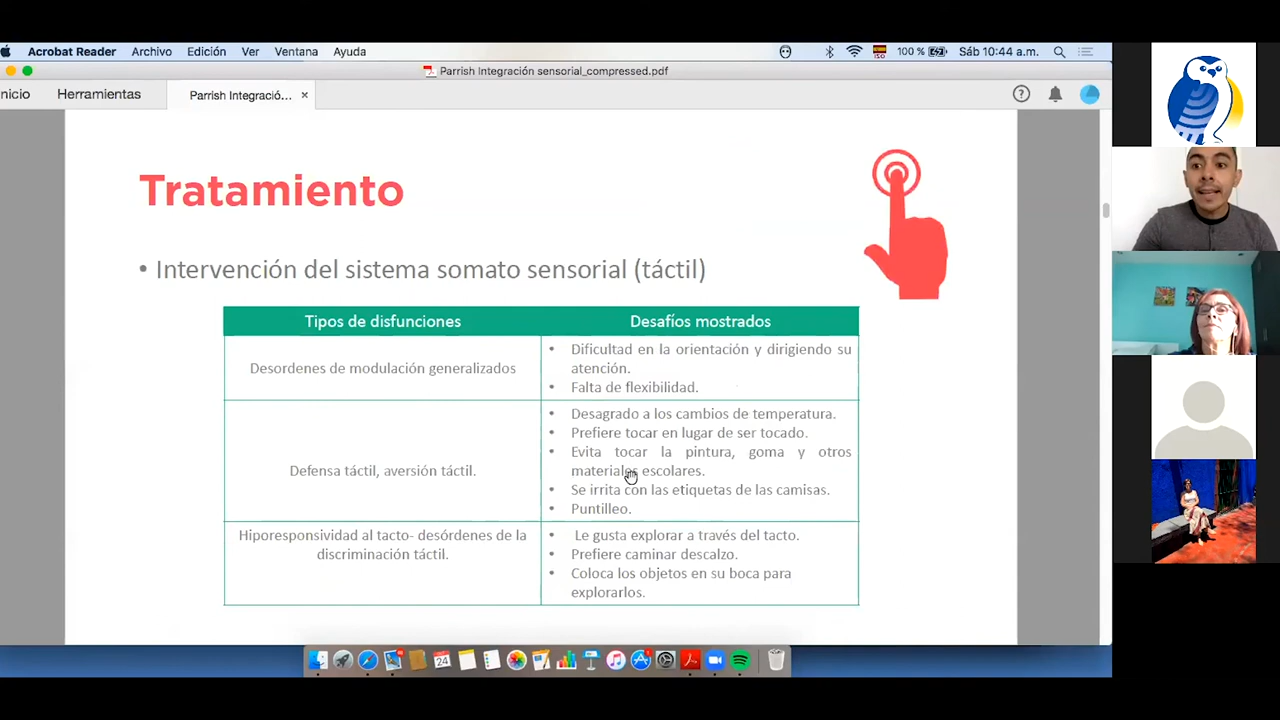 Acrobat Reader Archivo Edición Ver Ventana Ayuda
ISO 100 % Sáb 10:44 a.m.
Parrish Integración sensorial_compressed.pdf
nicio Herramientas Parrish Integració... ×
Tratamiento
• Intervención del sistema somato sensorial (táctil)
Tipos de disfunciones
Desafíos mostrados
Desordenes de modulación generalizados
• Dificultad en la orientación y dirigiendo su
atención.
• Falta de flexibilidad.
Defensa táctil, aversión táctil.
• Desagrado a los cambios de temperatura.
• Prefiere tocar en lugar de ser tocado.
• Evita tocar la pintura, goma y otros
materiales escolares.
• Se irrita con las etiquetas de las camisas.
• Puntilleo.
Hiporesponsividad al tacto- desórdenes de la
discriminación táctil.
• Le gusta explorar a través del tacto.
• Prefiere caminar descalzo.
• Coloca los objetos en su boca para
explorarlos.
24